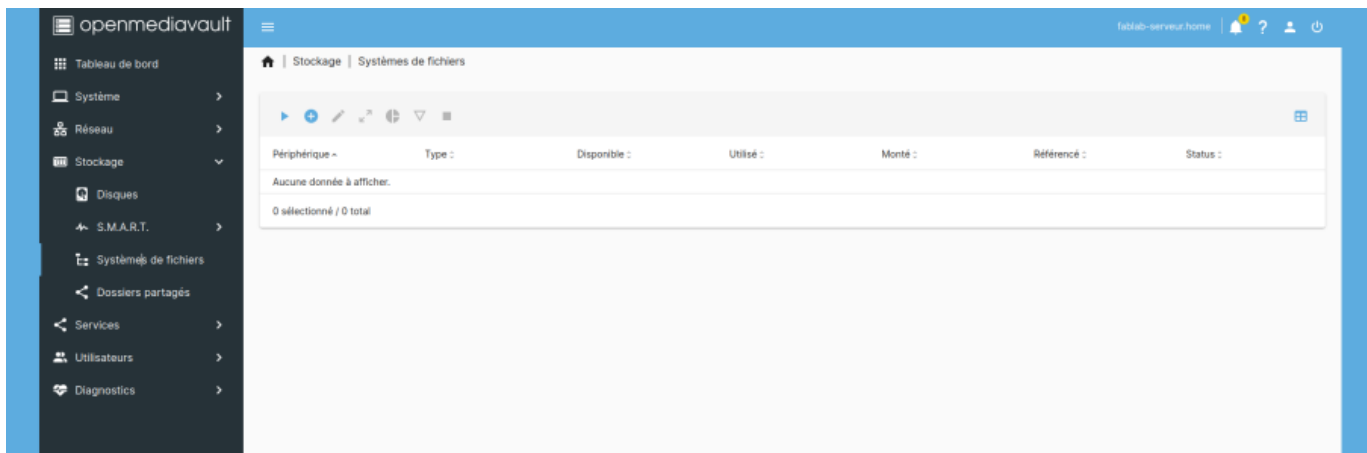 openmediavault
fablab-serveur.home
Tableau de bord
Stockage | Systèmes de fichiers
Système
Réseau
Stockage
Disques
S.M.A.R.T.
Systèmes de fichiers
Dossiers partagés
Services
Utilisateurs
Diagnostics
Périphérique Type Disponible Utilisé Monté Référencé Status
Aucune donnée à afficher.
0 sélectionné / 0 total